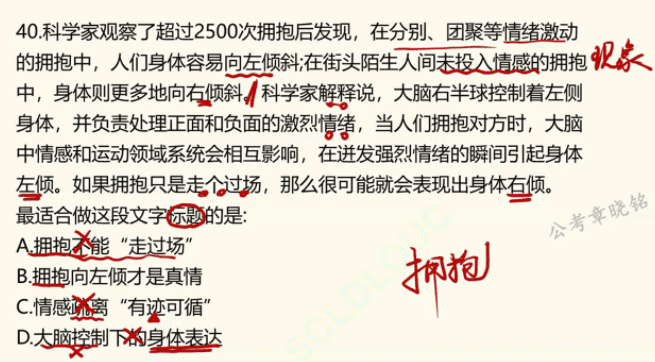 40.科学家观察了超过2500次拥抱后发现，在分别、团聚等情绪激动
的拥抱中，人们身体容易向左倾斜;在街头陌生人间未投入情感的拥抱
现象
中，身体则更多地向右倾斜。科学家解释说，大脑右半球控制着左侧
身体，并负责处理正面和负面的激烈情绪，当人们拥抱对方时，大脑
中情感和运动领域系统会相互影响，在迸发强烈情绪的瞬间引起身体
左倾。如果拥抱只是走个过场，那么很可能就会表现出身体右倾。
最适合做这段文字标题的是:
公考章晓铭
A.拥抱不能“走过场”
B.拥抱向左倾才是真情
拥抱
C.情感疏离“有迹可循”
D.大脑控制下的身体表达